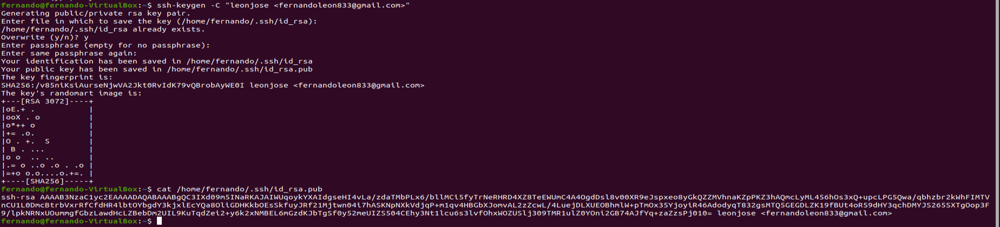 fernando@fernando-VirtualBox:~$ ssh-keygen -C "leonjose <fernandoleon833@gmail.com>"
Generating public/private rsa key pair.
Enter file in which to save the key (/home/fernando/.ssh/id_rsa):
/home/fernando/.ssh/id_rsa already exists.
Overwrite (y/n)? y
Enter passphrase (empty for no passphrase):
Enter same passphrase again:
Your identification has been saved in /home/fernando/.ssh/id_rsa
Your public key has been saved in /home/fernando/.ssh/id_rsa.pub
The key fingerprint is:
SHA256:/v85niKsiAurseNjwVA2Jkt0RvIdK79vQBrobAyWE0I leonjose <fernandoleon833@gmail.com>
The key's randomart image is:
+---[RSA 3072]----+
|oE.+ .           |
|ooX . o          |
|o*++ o           |
|+= .o.           |
|O . +.  S        |
| B . ...         |
|o o  .. ..       |
|.= o ..o .o . .o |
|=+o o.o....o.+=. |
+----[SHA256]-----+
fernando@fernando-VirtualBox:~$ cat /home/fernando/.ssh/id_rsa.pub
ssh-rsa AAAAB3NzaC1yc2EAAAADAQABAAABgQC3IXd09m5INaRKAJAIWUqoykYXAIdgseHI4vLa/zdaTMbPLx6/bllMCi5fyTrNeRHRD4XZ8TeEWUmC4A4OgdDsl8v00XR9eJspxeo8yGkQZZMVhnaKZpPKZ3hAQmcLyML456hOs3xQ+upcLPG5Qwa/qbhzbr2kWhFIMTV
nCU1L0DmcBtrbVxrRfCfdHR4lbtOYbgdY3kjxlEcYQa8OliGDHKkbOEsSkfuyJRf21Mjtwn04i7hASKNpNXkVdjqP+m1qv4HBGbXJomvAL2zZcwL/4LuejDLXUEOBhmlW+pTmOx35YjoyiR46AdodyqT832gsMTQ5GEGDLZK19fBUt4oR59dHY3qchDMYJS265SXTgOop3F
9/lpkNRNxUOummgfGbzLawdHcLZBebDm2UIL9KuTqdZei2+y6k2xNMBEL6mGzdKJbTgSf0y52meUIZS504CEhy3Nt1lcu6s3lvfOhxWOZUSlj309TMR1ulZ0YOni2GB74AJfYq+zaZzsPj010= leonjose <fernandoleon833@gmail.com>
fernando@fernando-VirtualBox:~$